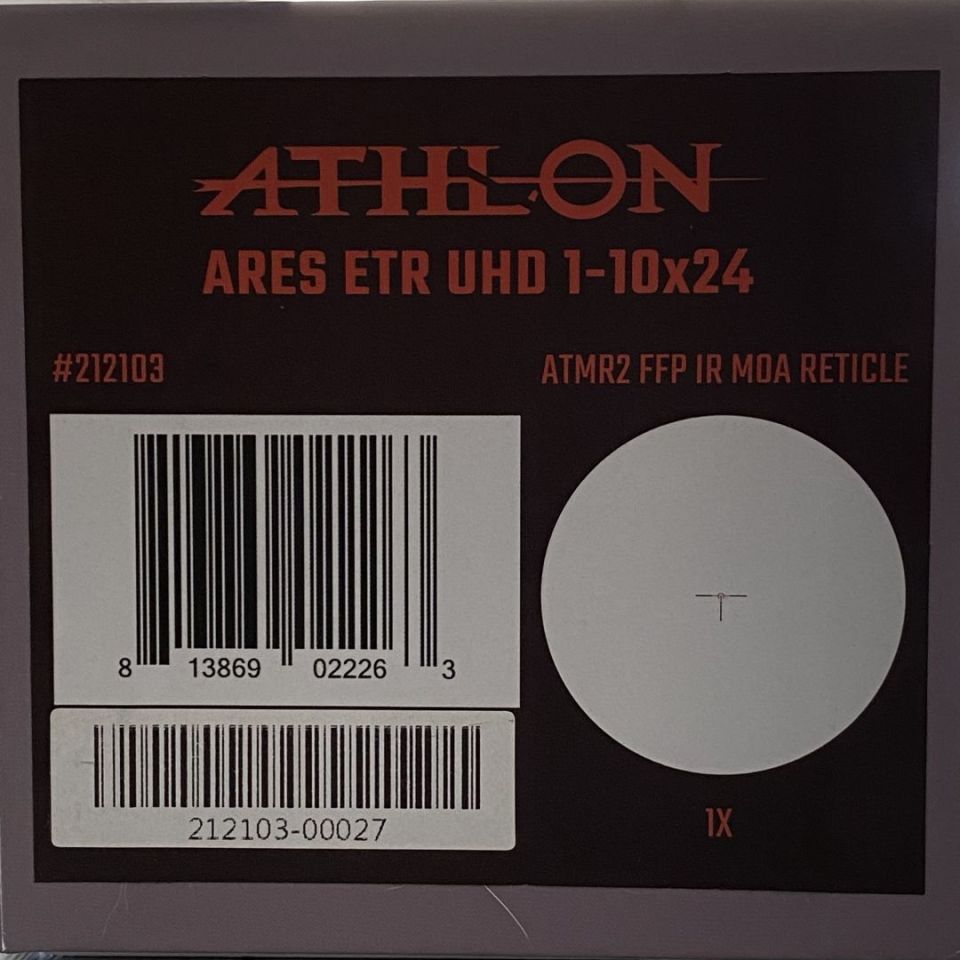 ATHLON
ARES ETR UHD 1-10x24
#212103
ATMR2 FFP IR MOA RETICLE
8 13869 02226 3
212103-00027
1X